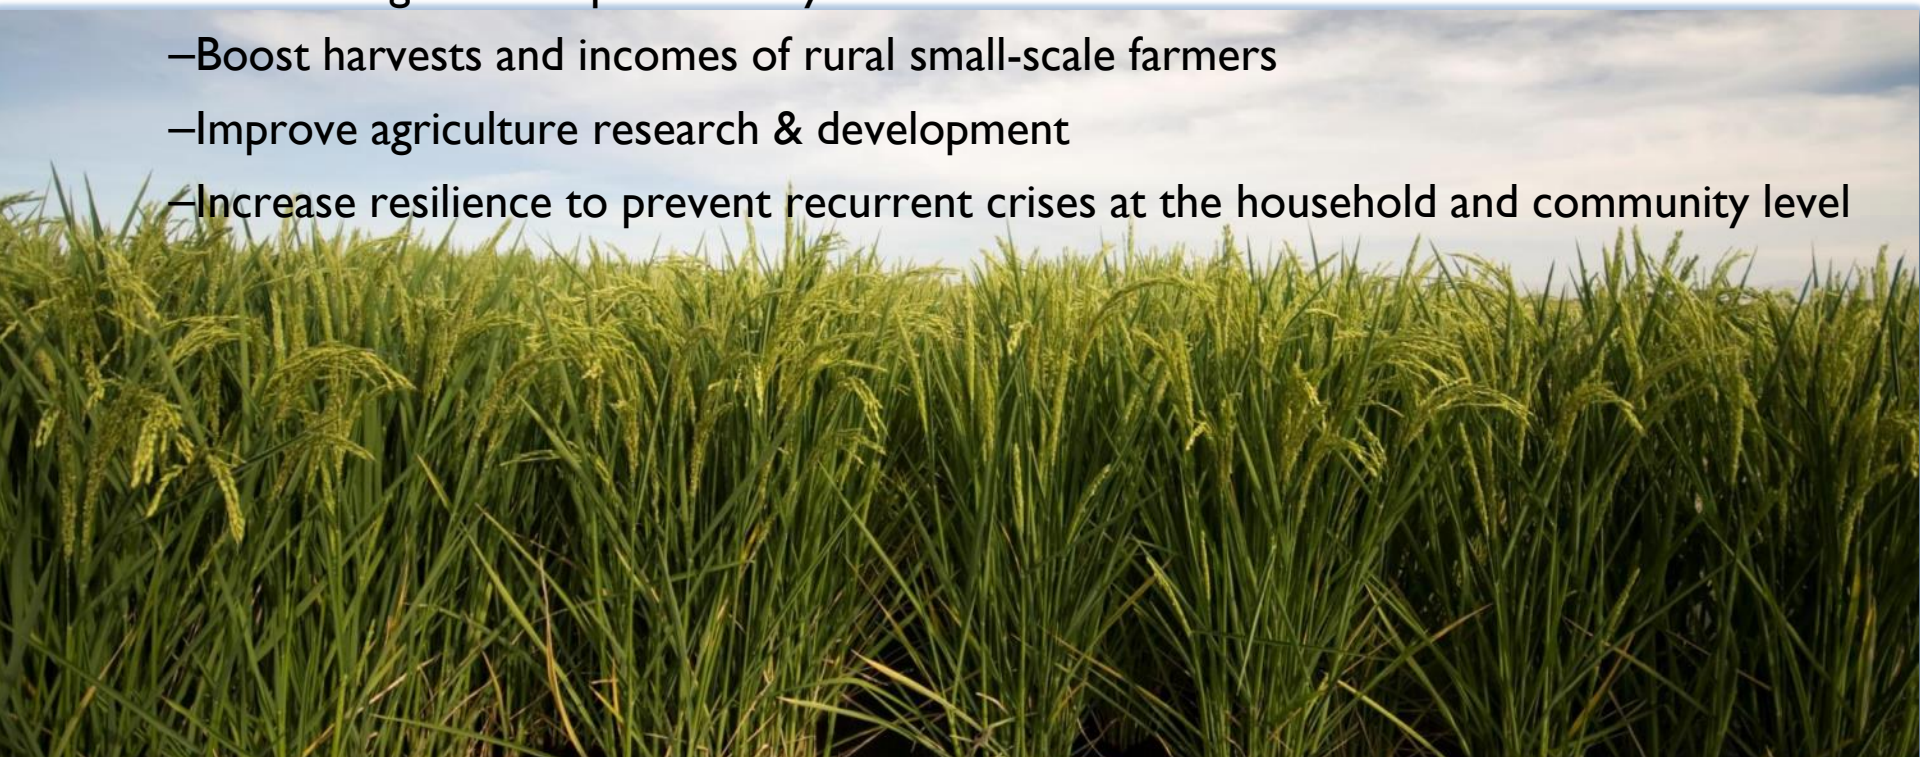 –Boost harvests and incomes of rural small-scale farmers
–Improve agriculture research & development
–Increase resilience to prevent recurrent crises at the household and community level